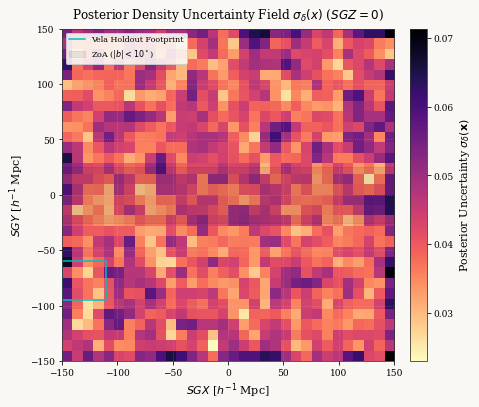 Posterior Density Uncertainty Field σδ(x) (SGZ = 0)
Vela Holdout Footprint
ZoA (|b| < 10°)
150
100
50
0
−50
−100
−150
SGY [h⁻¹ Mpc]
−150 −100 −50 0 50 100 150
SGX [h⁻¹ Mpc]
0.07
0.06
0.05
0.04
0.03
Posterior Uncertainty σδ(x)